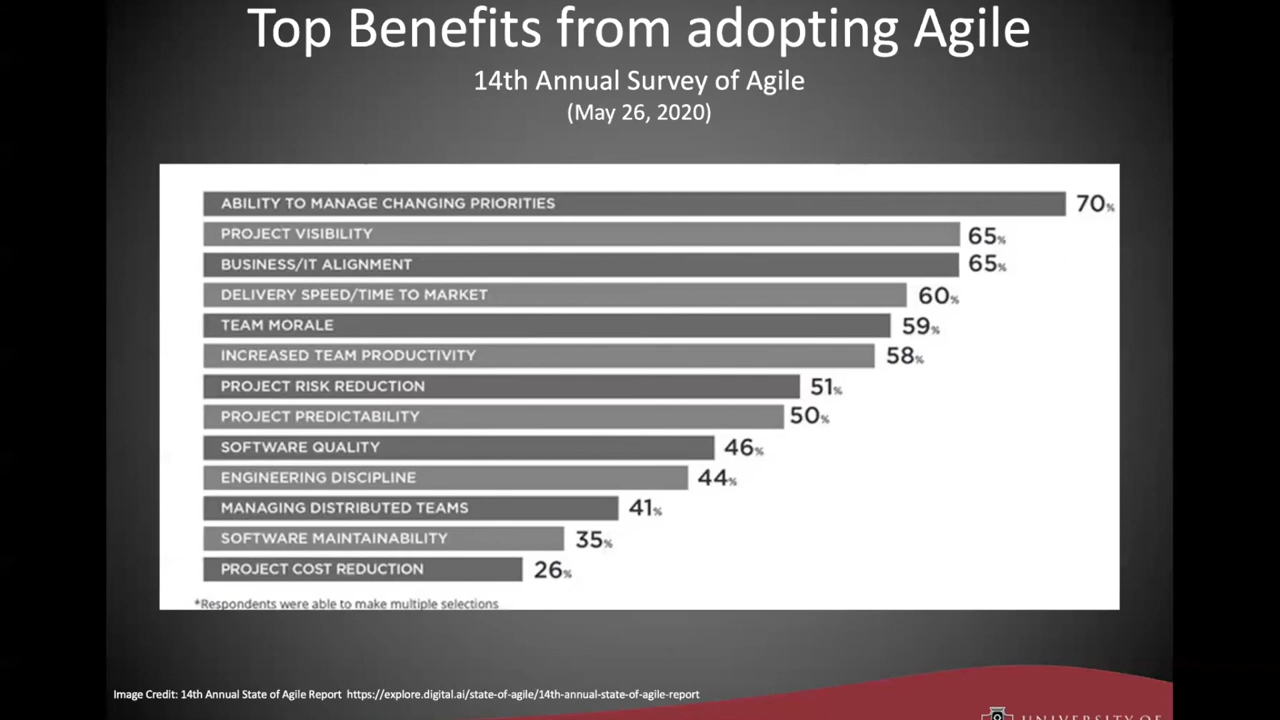 Top Benefits from adopting Agile
14th Annual Survey of Agile
(May 26, 2020)
ABILITY TO MANAGE CHANGING PRIORITIES 70%
PROJECT VISIBILITY 65%
BUSINESS/IT ALIGNMENT 65%
DELIVERY SPEED/TIME TO MARKET 60%
TEAM MORALE 59%
INCREASED TEAM PRODUCTIVITY 58%
PROJECT RISK REDUCTION 51%
PROJECT PREDICTABILITY 50%
SOFTWARE QUALITY 46%
ENGINEERING DISCIPLINE 44%
MANAGING DISTRIBUTED TEAMS 41%
SOFTWARE MAINTAINABILITY 35%
PROJECT COST REDUCTION 26%
*Respondents were able to make multiple selections
Image Credit: 14th Annual State of Agile Report https://explore.digital.ai/state-of-agile/14th-annual-state-of-agile-report
UNIVERSITY OF